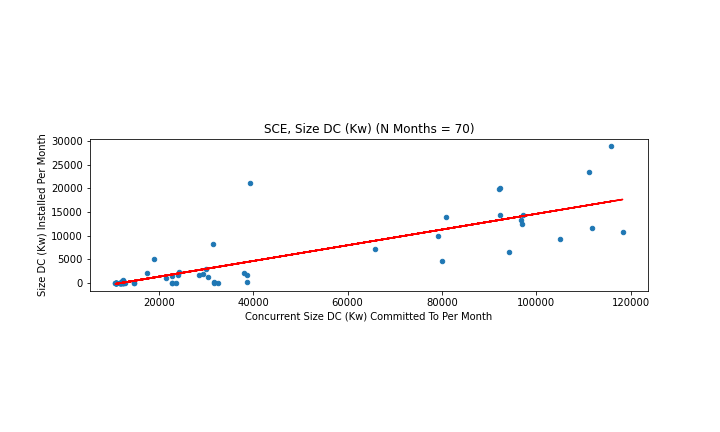 SCE, Size DC (Kw) (N Months = 70)
Size DC (Kw) Installed Per Month
30000
25000
20000
15000
10000
5000
0
20000 40000 60000 80000 100000 120000
Concurrent Size DC (Kw) Committed To Per Month